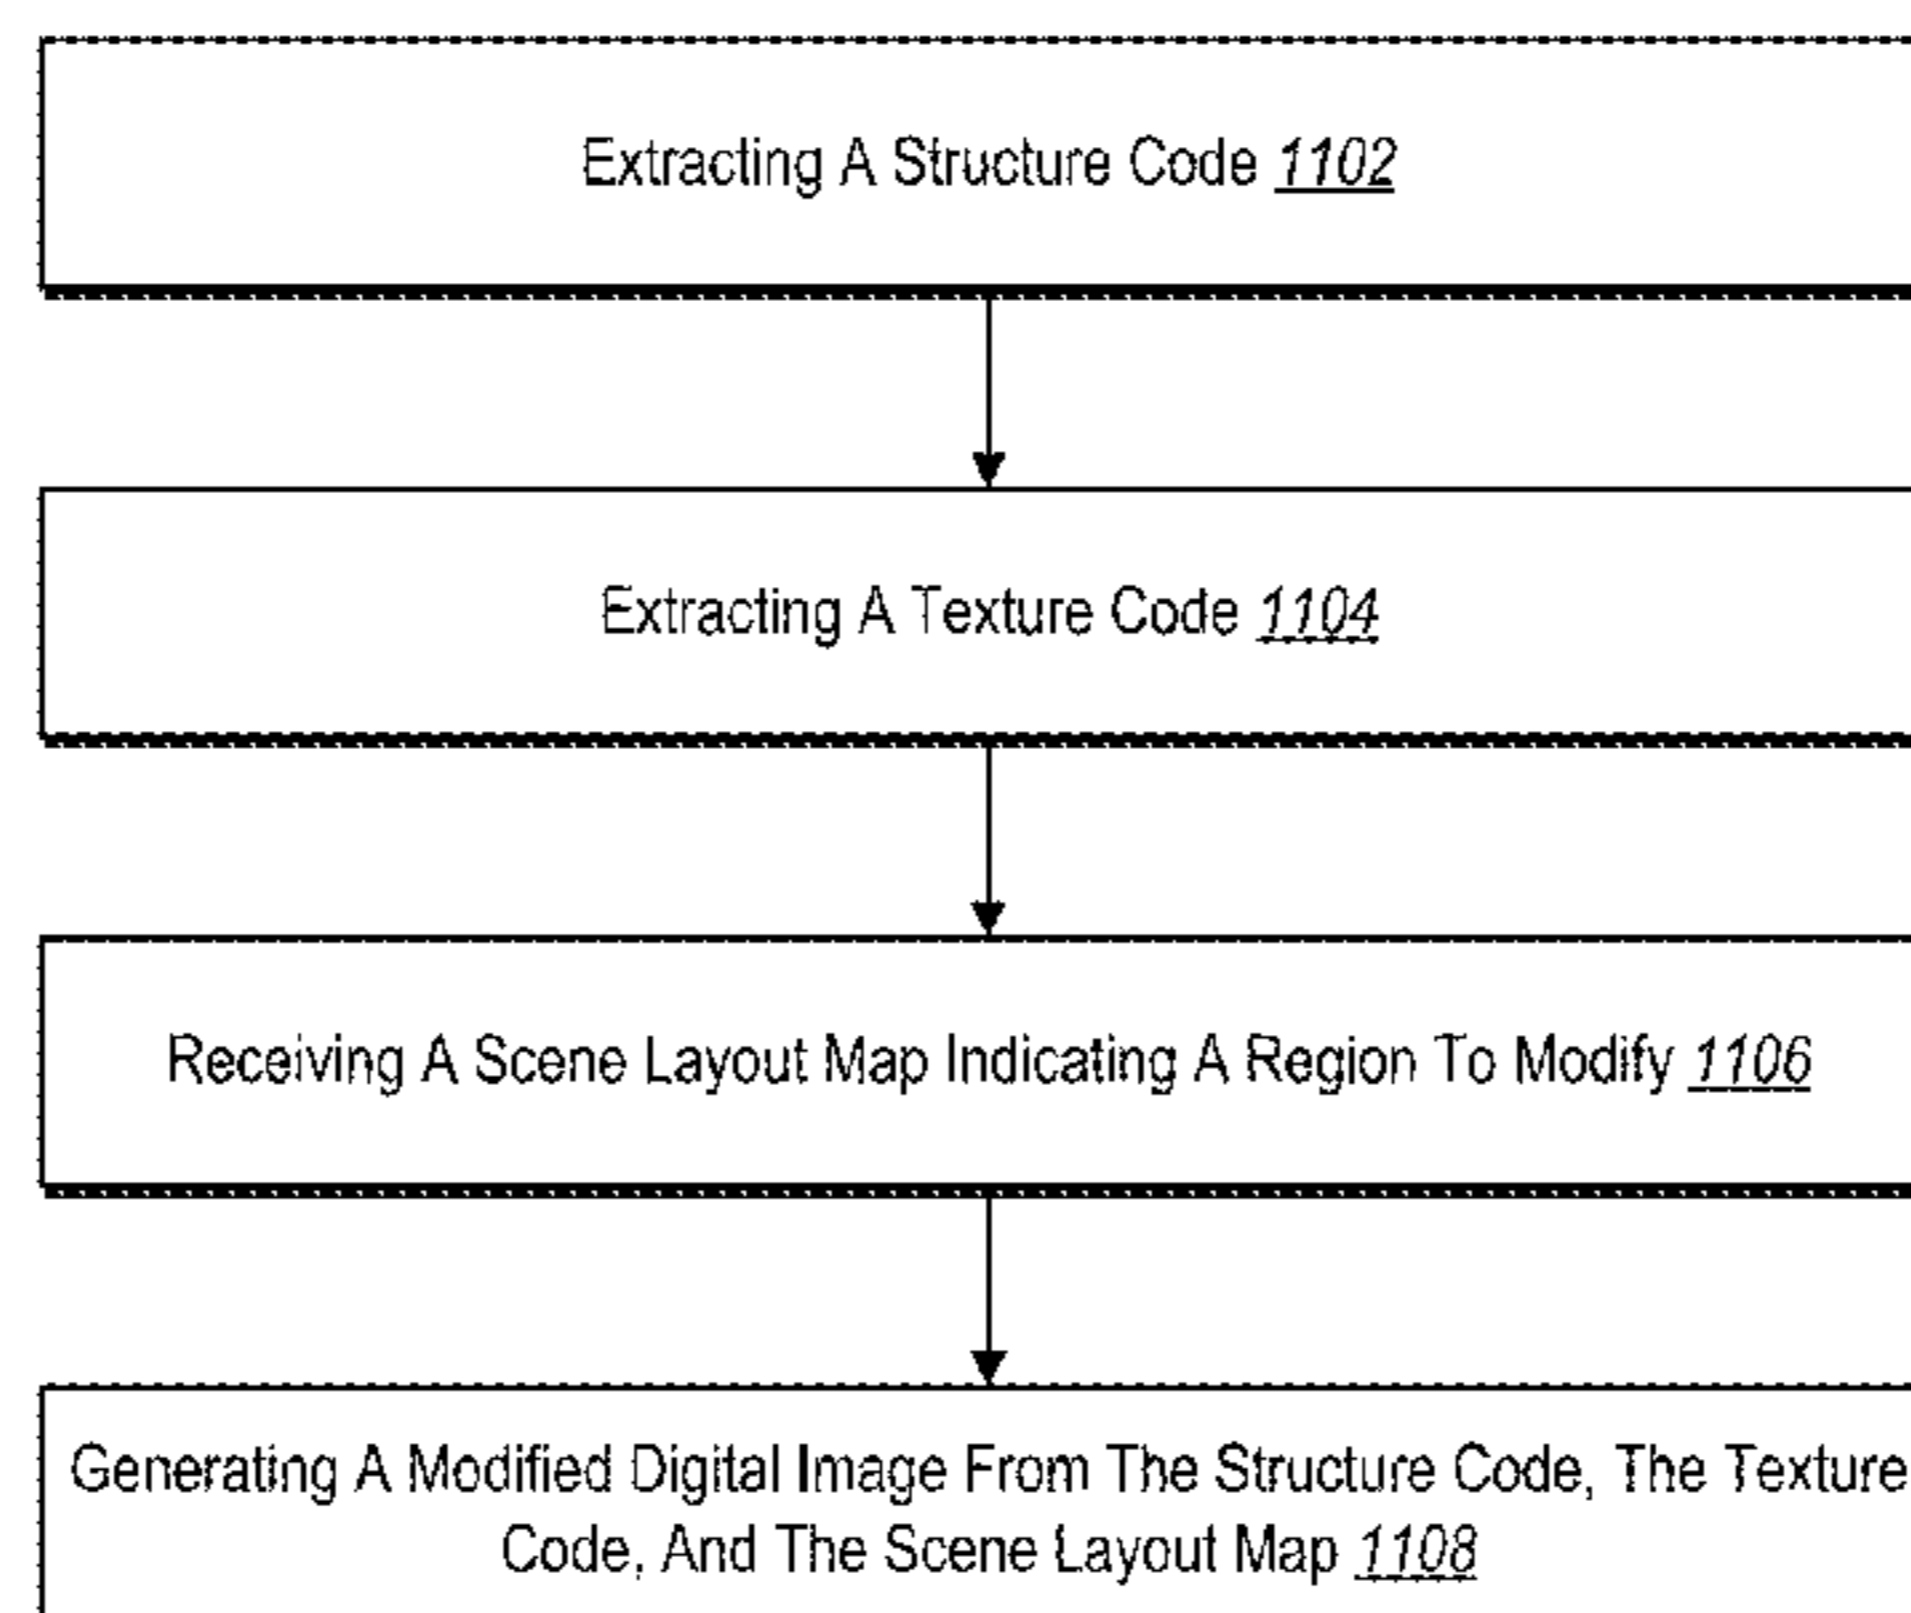 Extracting A Structure Code 1102
Extracting A Texture Code 1104
Receiving A Scene Layout Map Indicating A Region To Modify 1106
Generating A Modified Digital Image From The Structure Code, The Texture
Code, And The Scene Layout Map 1108